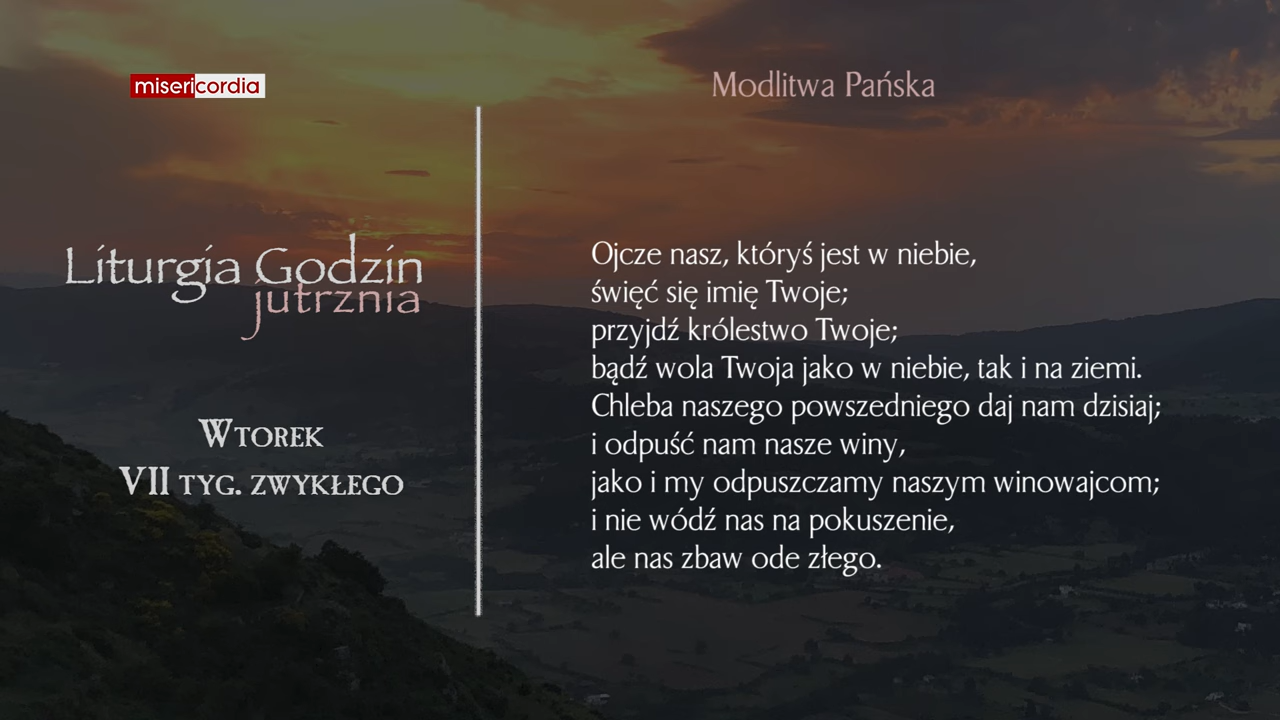 misericordia
Liturgia Godzin
jutrznia
Wtorek
VII tyg. zwykłego
Modlitwa Pańska
Ojcze nasz, któryś jest w niebie,
święć się imię Twoje;
przyjdź królestwo Twoje;
bądź wola Twoja jako w niebie, tak i na ziemi.
Chleba naszego powszedniego daj nam dzisiaj;
i odpuść nam nasze winy,
jako i my odpuszczamy naszym winowajcom;
i nie wódź nas na pokuszenie,
ale nas zbaw ode złego.